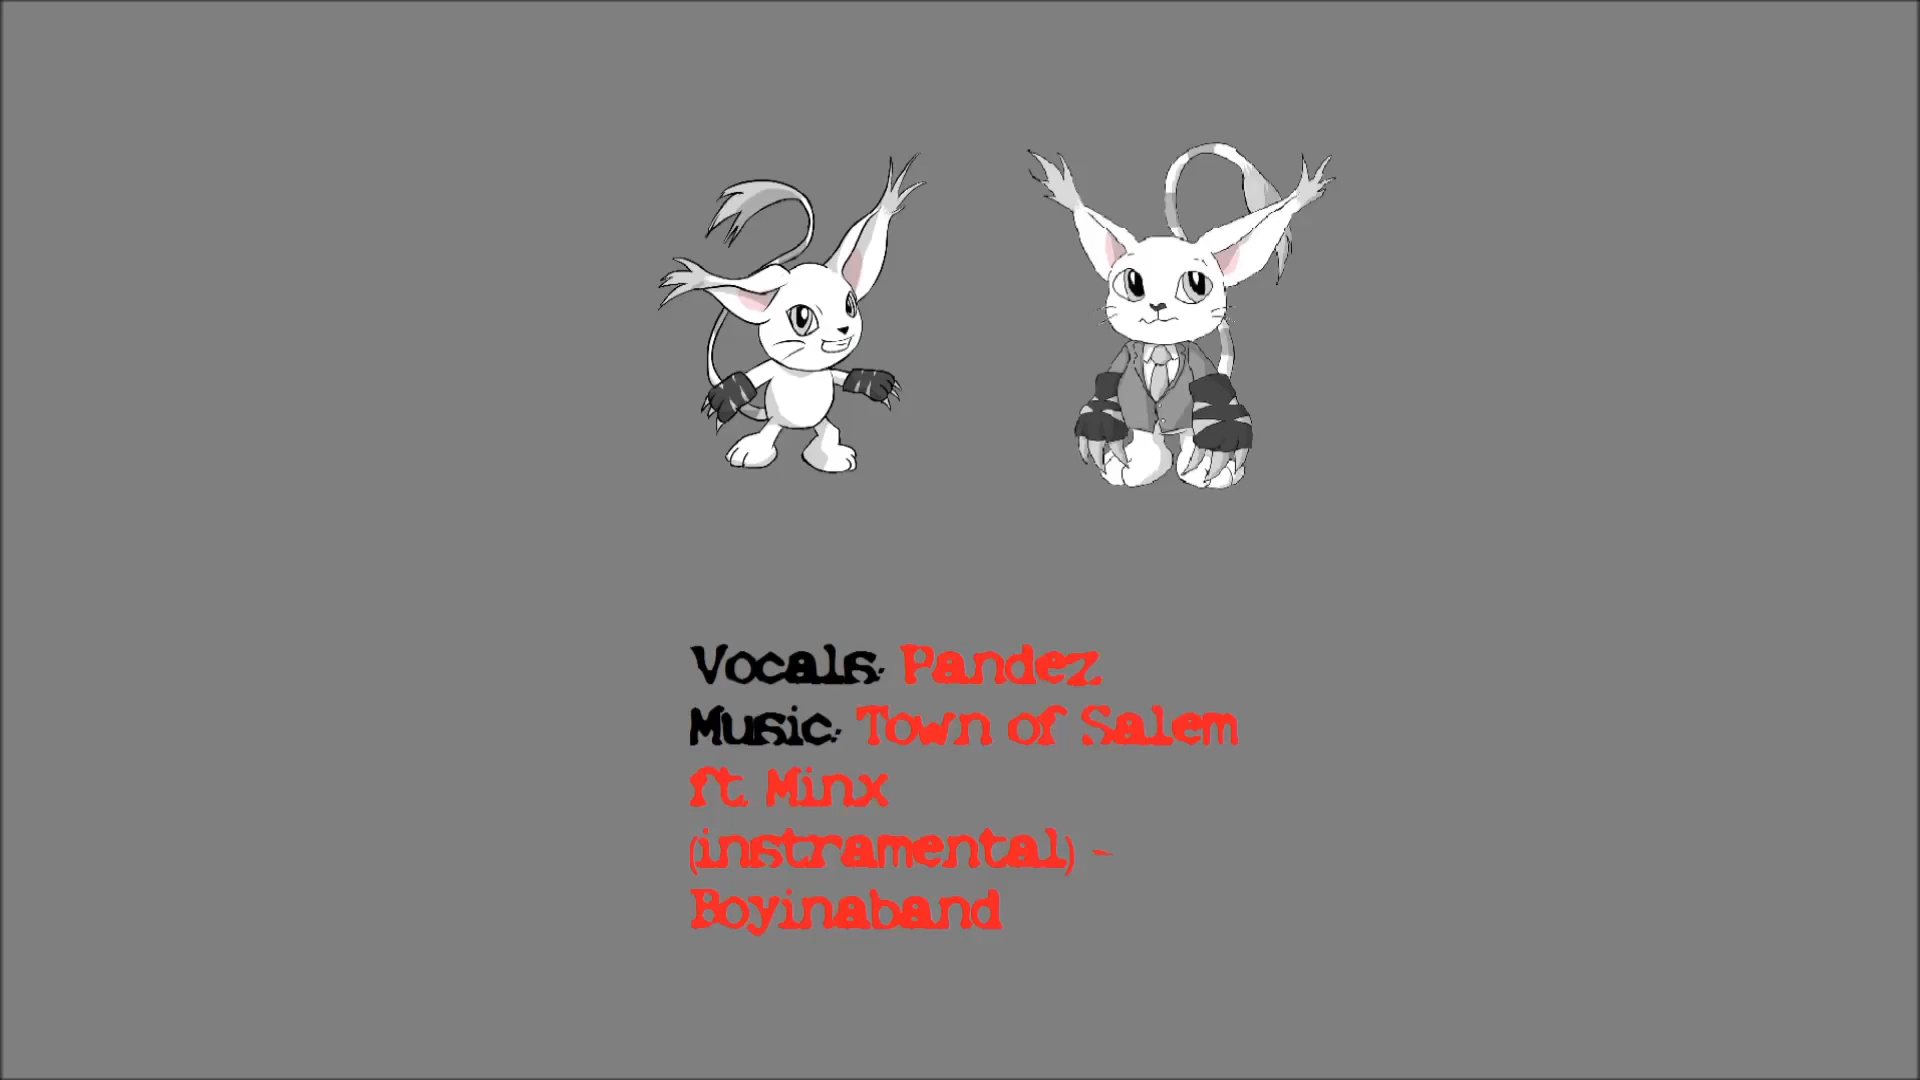 Vocals: Pandez
Music: Town of Salem
ft. Minx
(instramental) -
Boyinaband